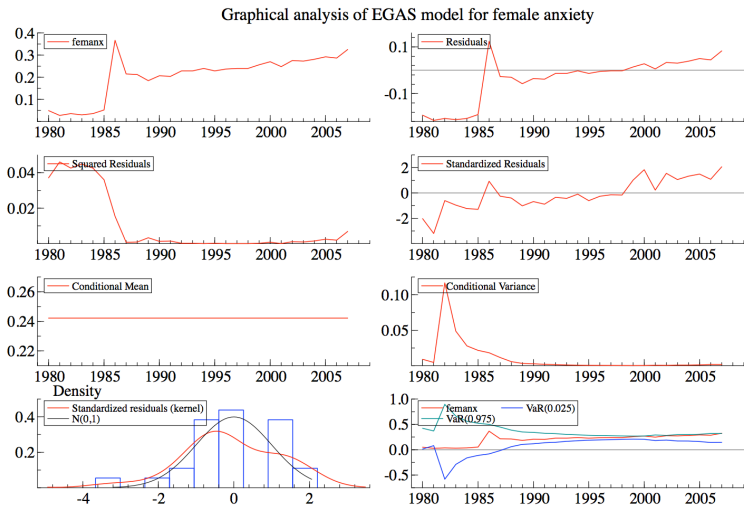 Graphical analysis of EGAS model for female anxiety
0.4
femanx
0.3
0.2
0.1
1980 1985 1990 1995 2000 2005
Residuals
0.1
-0.1
1980 1985 1990 1995 2000 2005
Squared Residuals
0.04
0.02
1980 1985 1990 1995 2000 2005
Standardized Residuals
2
0
-2
1980 1985 1990 1995 2000 2005
Conditional Mean
0.26
0.24
0.22
1980 1985 1990 1995 2000 2005
Conditional Variance
0.10
0.05
1980 1985 1990 1995 2000 2005
Density
Standardized residuals (kernel)
N(0,1)
0.4
0.2
-4 -2 0 2
femanx VaR(0.025)
VaR(0.975)
1.0
0.5
0.0
-0.5
1980 1985 1990 1995 2000 2005